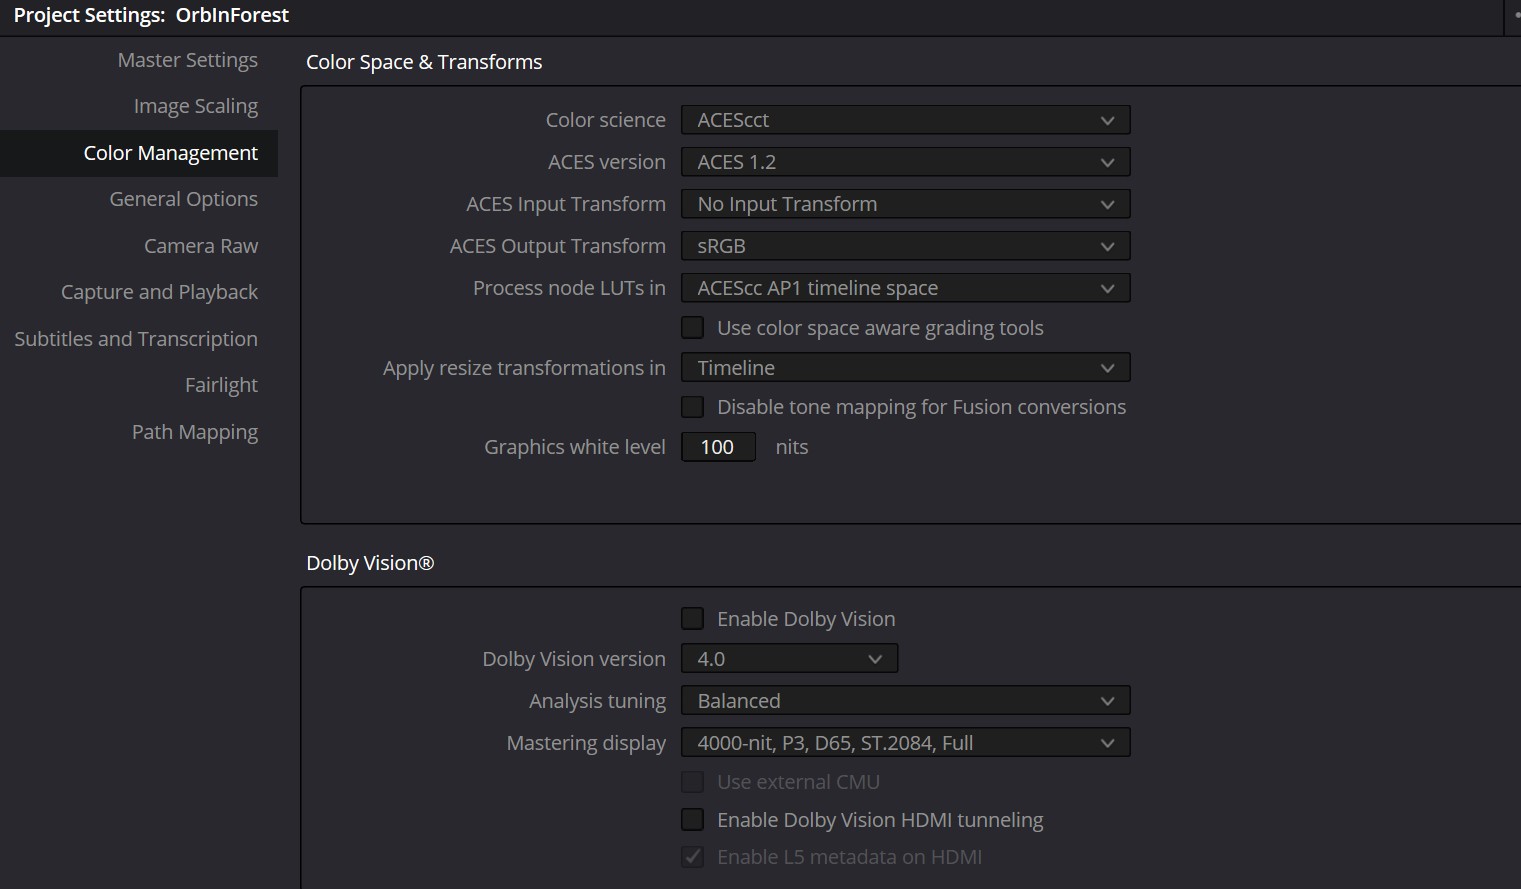 Project Settings: OrbInForest
Master Settings
Image Scaling
Color Management
General Options
Camera Raw
Capture and Playback
Subtitles and Transcription
Fairlight
Path Mapping
Color Space & Transforms
Color science ACEScct
ACES version ACES 1.2
ACES Input Transform No Input Transform
ACES Output Transform sRGB
Process node LUTs in ACEScc AP1 timeline space
Use color space aware grading tools
Apply resize transformations in Timeline
Disable tone mapping for Fusion conversions
Graphics white level 100 nits
Dolby Vision®
Enable Dolby Vision
Dolby Vision version 4.0
Analysis tuning Balanced
Mastering display 4000-nit, P3, D65, ST.2084, Full
Use external CMU
Enable Dolby Vision HDMI tunneling
Enable L5 metadata on HDMI